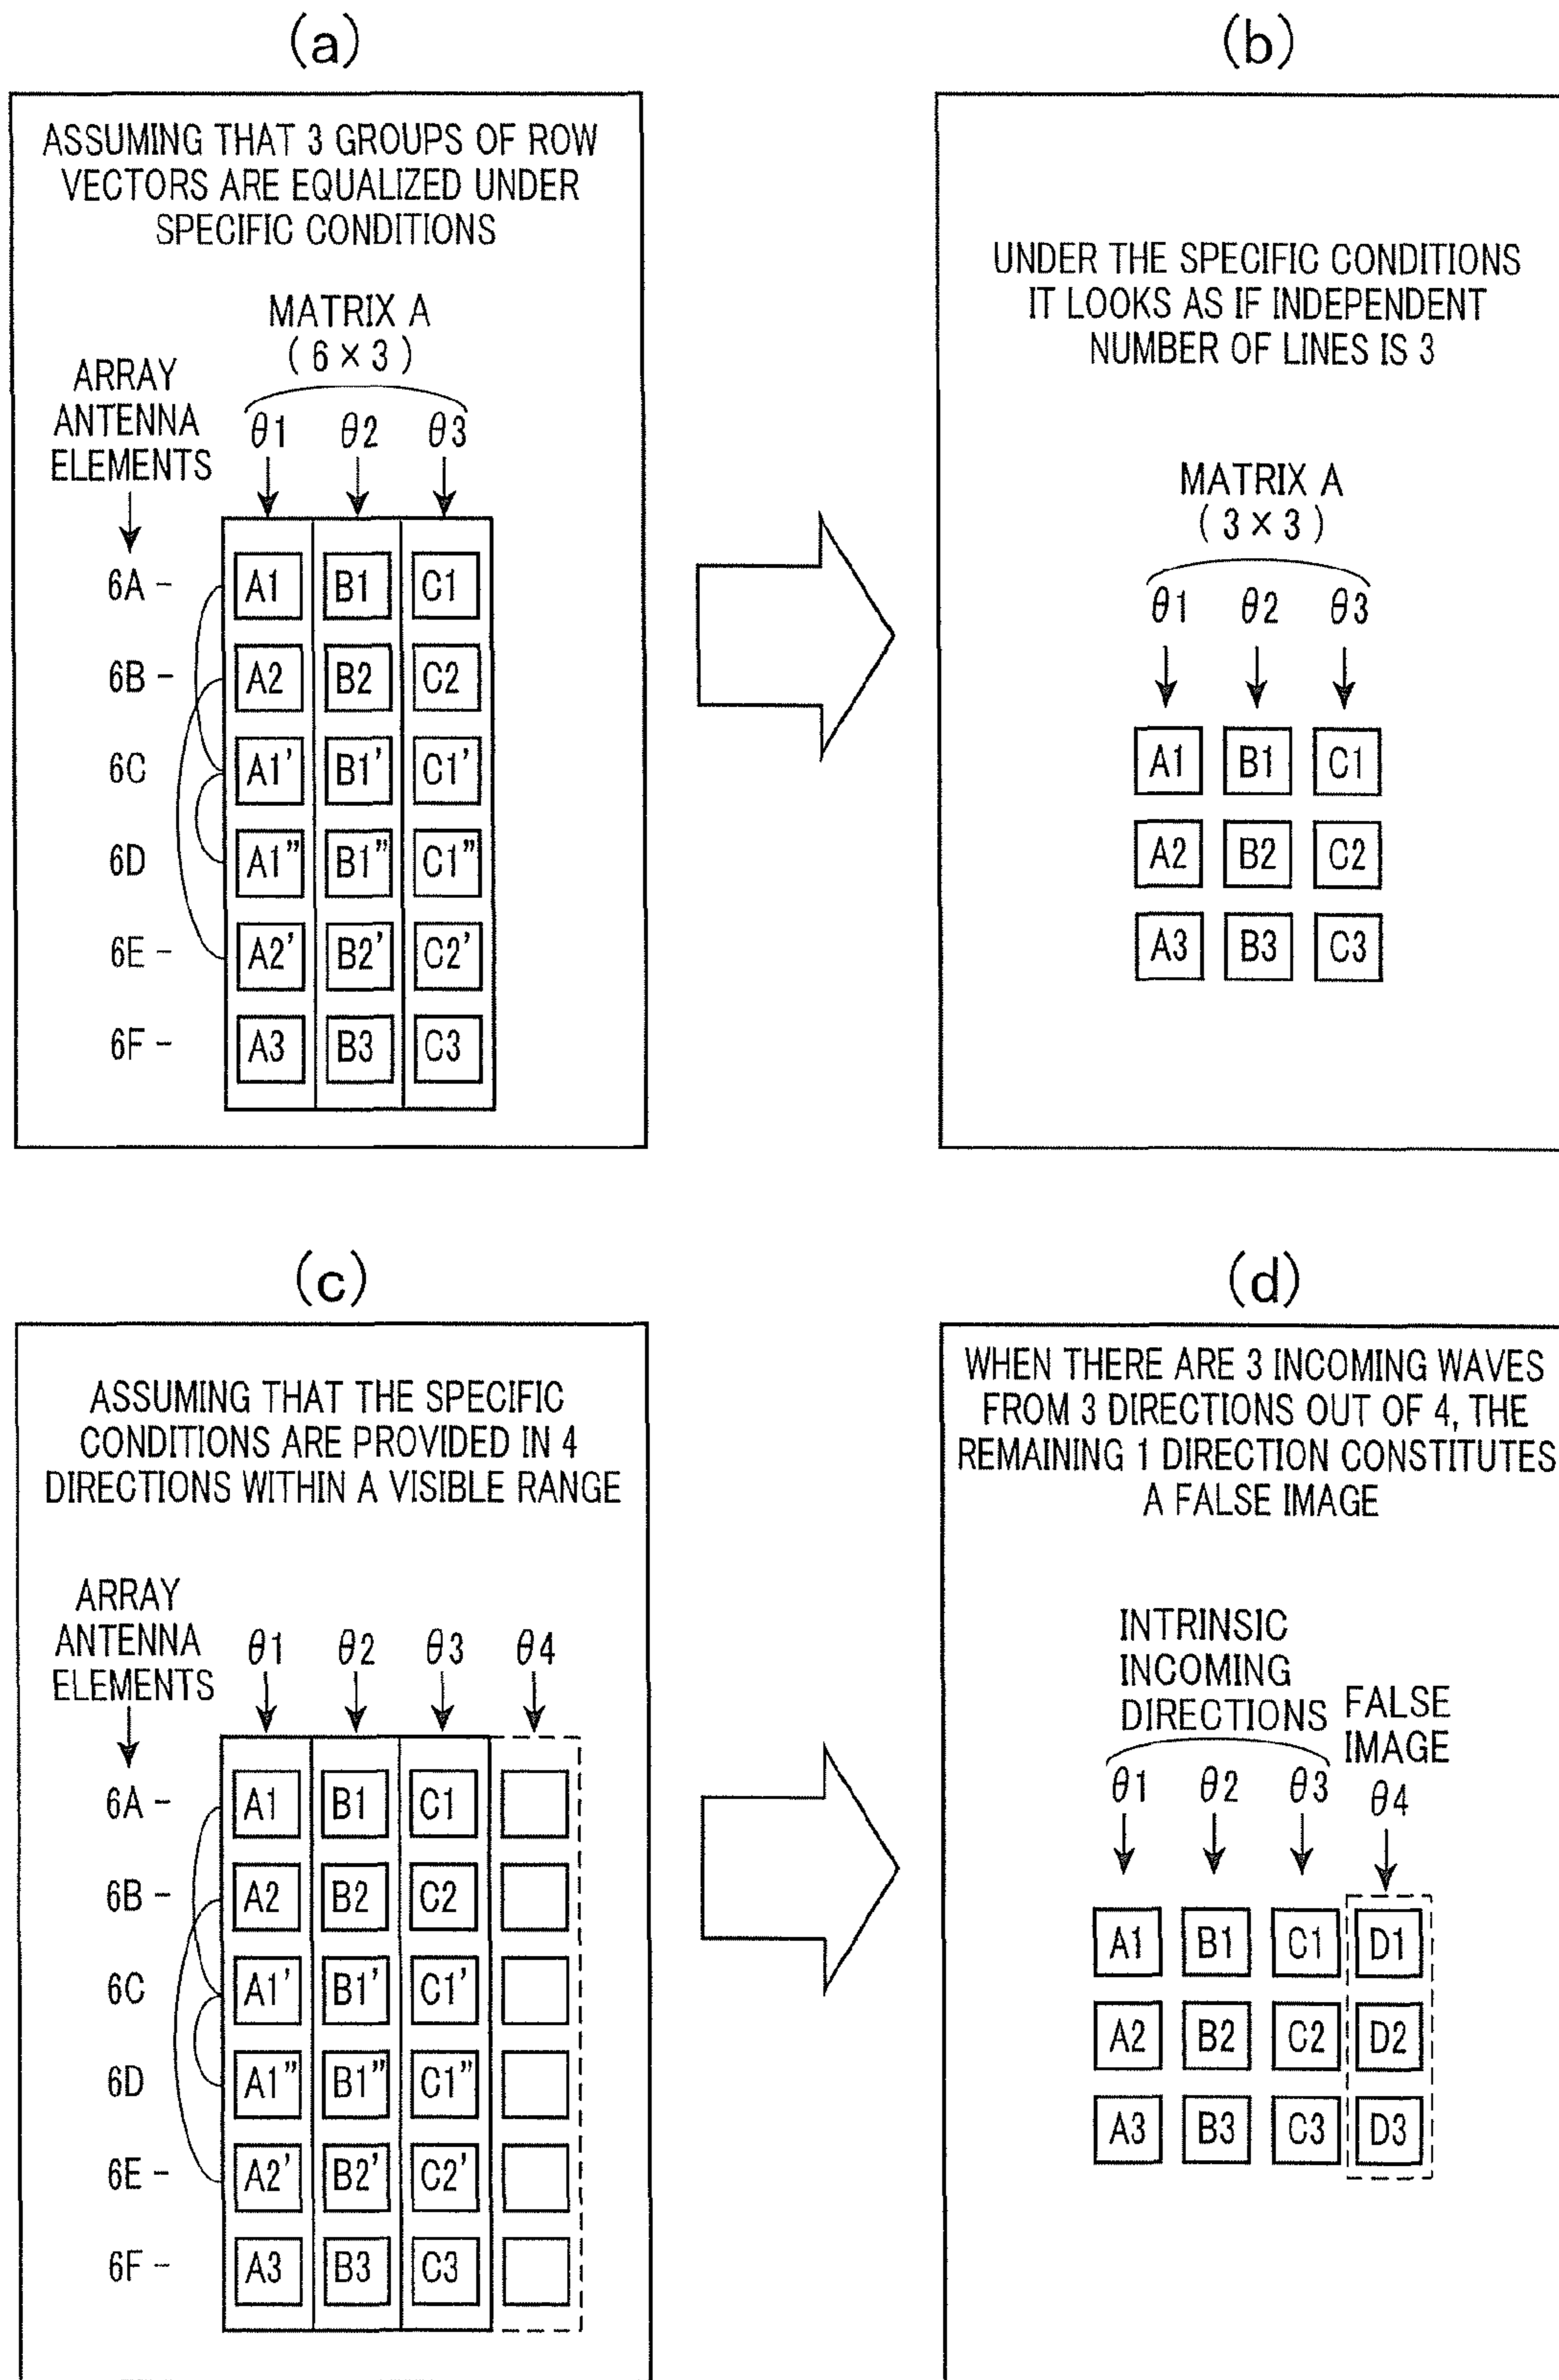 (a)
ASSUMING THAT 3 GROUPS OF ROW
VECTORS ARE EQUALIZED UNDER
SPECIFIC CONDITIONS
MATRIX A
( 6 × 3 )
ARRAY
ANTENNA
ELEMENTS
θ1 θ2 θ3
6A - A1 B1 C1
6B - A2 B2 C2
6C A1' B1' C1'
6D A1" B1" C1"
6E - A2' B2' C2'
6F - A3 B3 C3
(b)
UNDER THE SPECIFIC CONDITIONS
IT LOOKS AS IF INDEPENDENT
NUMBER OF LINES IS 3
MATRIX A
( 3 × 3 )
θ1 θ2 θ3
A1 B1 C1
A2 B2 C2
A3 B3 C3
(c)
ASSUMING THAT THE SPECIFIC
CONDITIONS ARE PROVIDED IN 4
DIRECTIONS WITHIN A VISIBLE RANGE
ARRAY
ANTENNA
ELEMENTS
θ1 θ2 θ3 θ4
6A - A1 B1 C1
6B - A2 B2 C2
6C A1' B1' C1'
6D A1" B1" C1"
6E - A2' B2' C2'
6F - A3 B3 C3
(d)
WHEN THERE ARE 3 INCOMING WAVES
FROM 3 DIRECTIONS OUT OF 4, THE
REMAINING 1 DIRECTION CONSTITUTES
A FALSE IMAGE
INTRINSIC
INCOMING
DIRECTIONS
FALSE
IMAGE
θ1 θ2 θ3 θ4
A1 B1 C1 D1
A2 B2 C2 D2
A3 B3 C3 D3